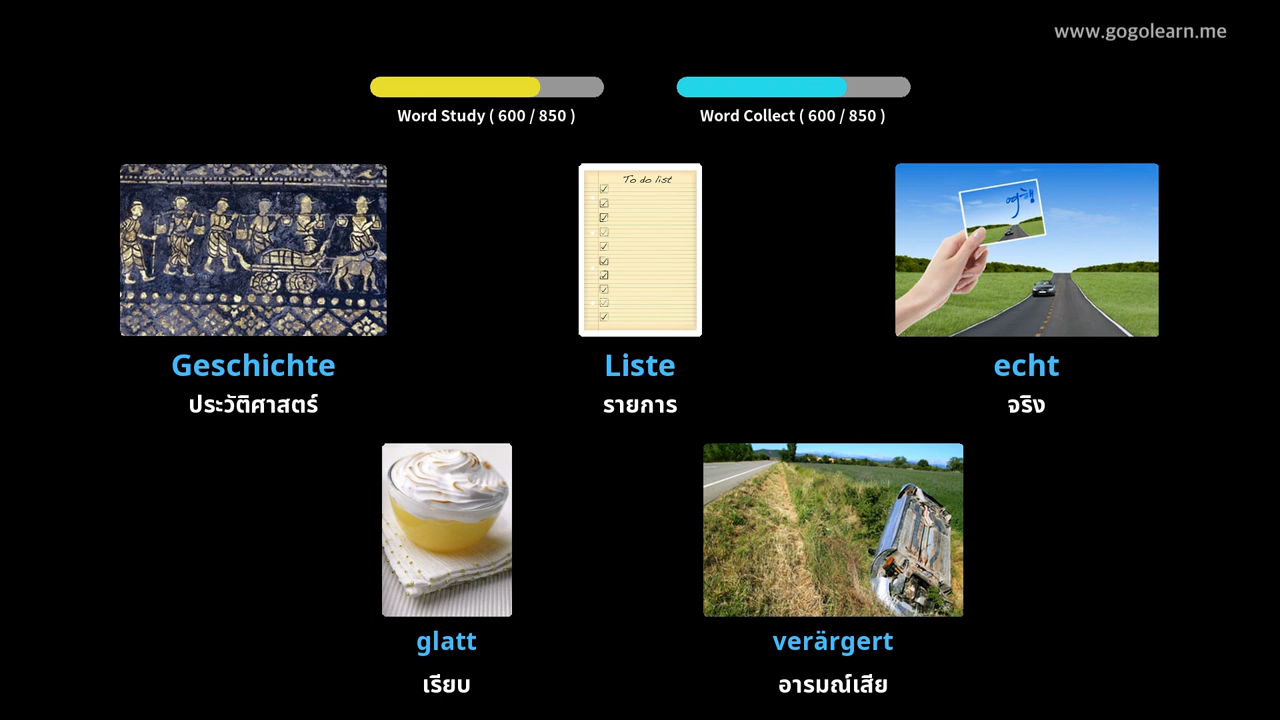 www.gogolearn.me
Word Study ( 600 / 850 )
Word Collect ( 600 / 850 )
To do list
여행
Geschichte
ประวัติศาสตร์
Liste
รายการ
echt
จริง
glatt
เรียบ
verärgert
อารมณ์เสีย